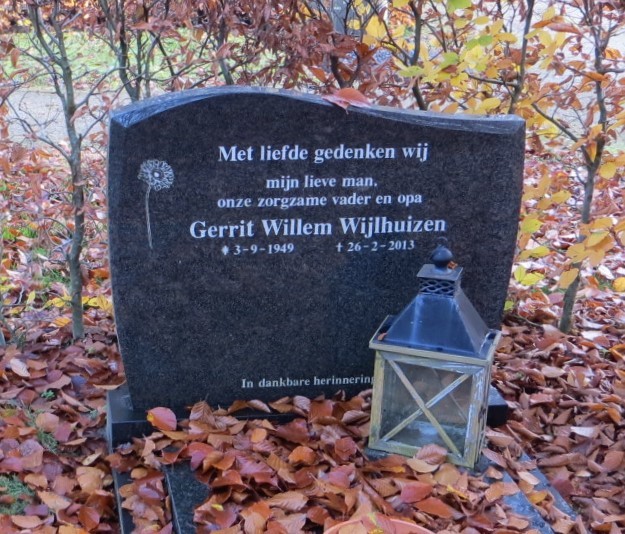 Met liefde gedenken wij
mijn lieve man,
onze zorgzame vader en opa
Gerrit Willem Wijlhuizen
* 3-9-1949 † 26-2-2013
In dankbare herinnering